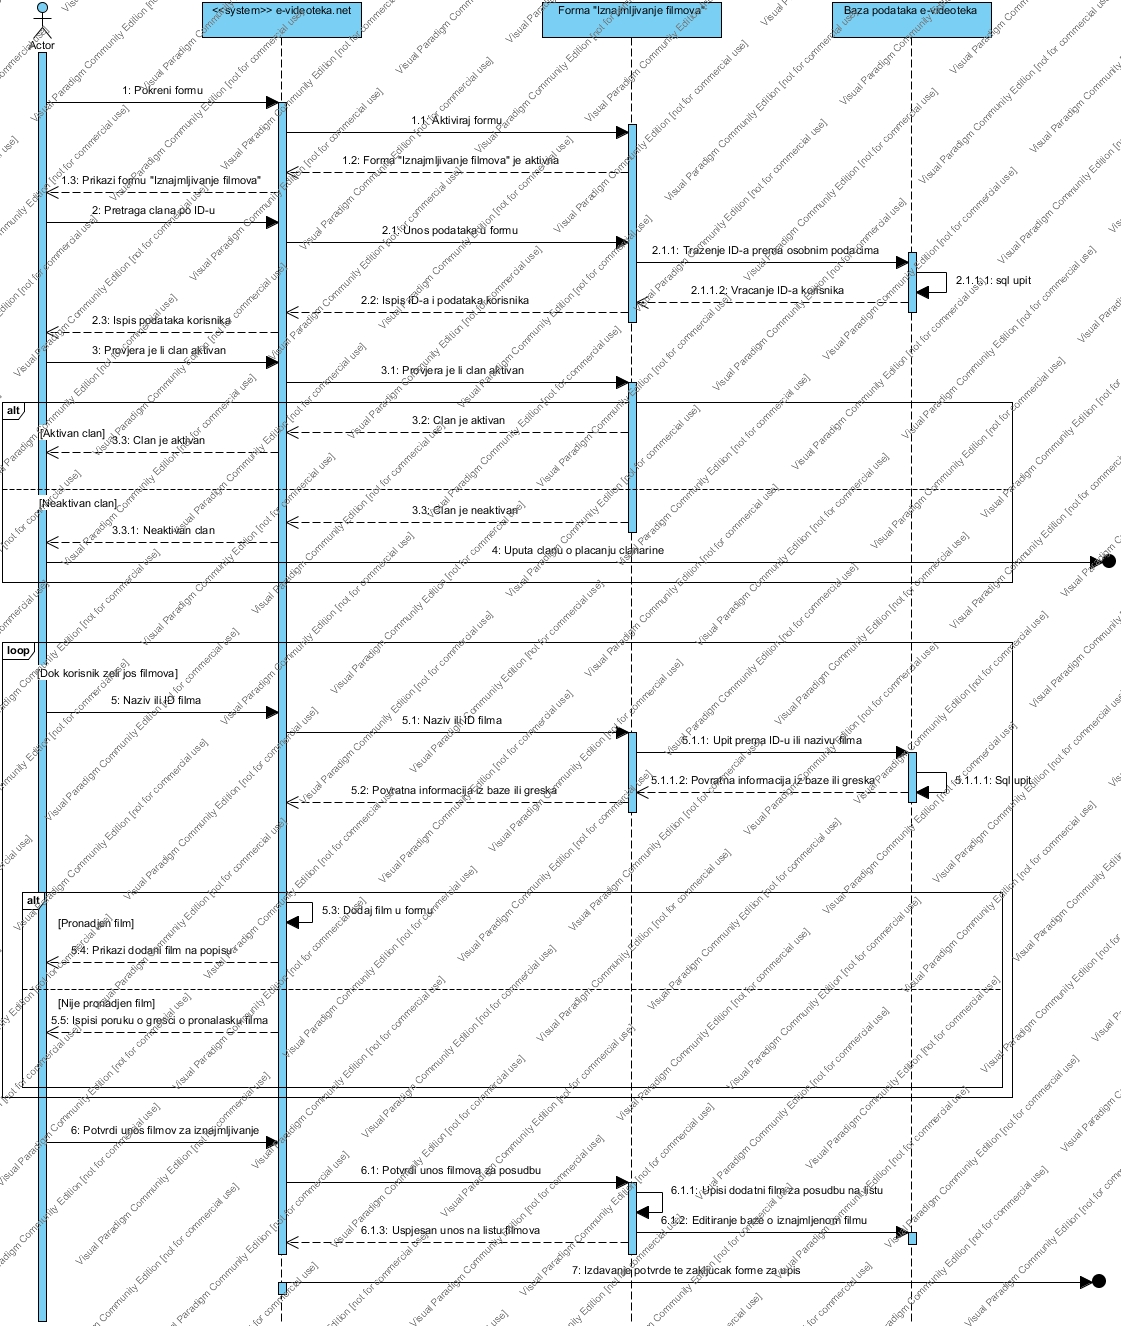 <<system>> e-videoteka.net
Forma "Iznajmljivanje filmova"
Baza podataka e-videoteka
Actor
1: Pokreni formu
1.1: Aktiviraj formu
1.2: Forma "Iznajmljivanje filmova" je aktivna
1.3: Prikazi formu "Iznajmljivanje filmova"
2: Pretraga clana po ID-u
2.1: Unos podataka u formu
2.1.1: Trazenje ID-a prema osobnim podacima
2.1.1.1: sql upit
2.1.1.2: Vracanje ID-a korisnika
2.2: Ispis ID-a i podataka korisnika
2.3: Ispis podataka korisnika
3: Provjera je li clan aktivan
3.1: Provjera je li clan aktivan
alt
3.2: Clan je aktivan
[Aktivan clan]
3.3: Clan je aktivan
[Neaktivan clan]
3.3: Clan je neaktivan
3.3.1: Neaktivan clan
4: Uputa clanu o placanju clanarine
loop
[Dok korisnik zeli jos filmova]
5: Naziv ili ID filma
5.1: Naziv ili ID filma
5.1.1: Upit prema ID-u ili nazivu filma
5.1.1.1: Sql upit
5.1.1.2: Povratna informacija iz baze ili greska
5.2: Povratna informacija iz baze ili greska
alt
5.3: Dodaj film u formu
[Pronadjen film]
5.4: Prikazi dodani film na popisu
[Nije pronadjen film]
5.5: Ispisi poruku o gresci o pronalasku filma
6: Potvrdi unos filmov za iznajmljivanje
6.1: Potvrdi unos filmova za posudbu
6.1.1: Upisi dodatni film za posudbu na listu
6.1.2: Editiranje baze o iznajmljenom filmu
6.1.3: Uspjesan unos na listu filmova
7: Izdavanje potvrde te zakljucak forme za upis
Visual Paradigm Community Edition [not for commercial use]